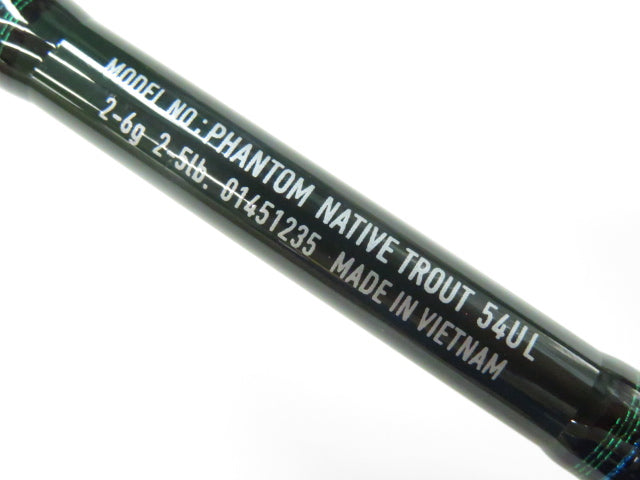 MODEL NO.:PHANTOM NATIVE TROUT 54UL
2-6g 2-5lb. 01451235 MADE IN VIETNAM